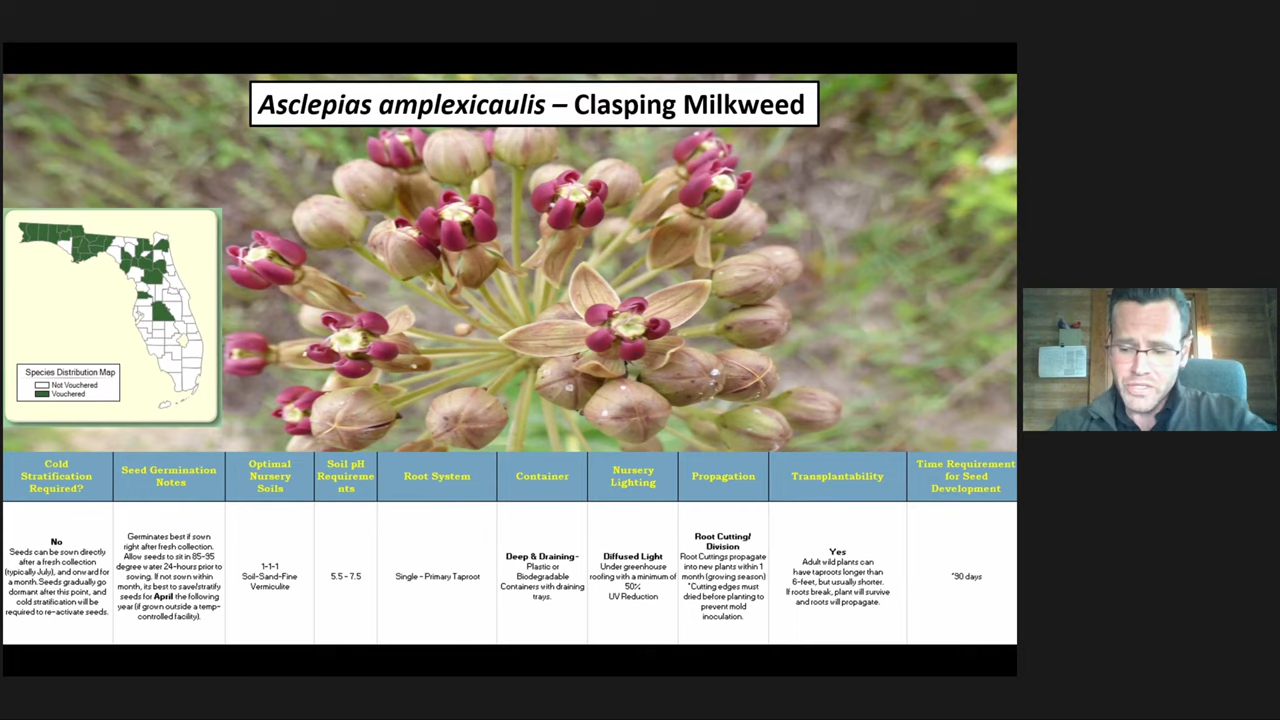 Asclepias amplexicaulis – Clasping Milkweed
Species Distribution Map
Not Vouchered
Vouchered
Cold
Stratification
Required?
Seed Germination
Notes
Optimal
Nursery
Soils
Soil pH
Requireme
nts
Root System
Container
Nursery
Lighting
Propagation
Transplantability
Time Requirement
for Seed
Development
No
Seeds can be sown directly
after a fresh collection
(typically July), and onward for
a month. Seeds gradually go
dormant after this point, and
cold stratification will be
required to re-activate seeds.
Germinates best if sown
right after fresh collection.
Allow seeds to sit in 85-95
degree water 24-hours prior to
sowing. If not sown within
month, its best to save/stratify
seeds for April the following
year (if grown outside a temp-
controlled facility).
1-1-1
Soil-Sand-Fine
Vermiculite
5.5 - 7.5
Single - Primary Taproot
Deep & Draining-
Plastic or
Biodegradable
Containers with draining
trays.
Diffused Light
Under greenhouse
roofing with a minimum of
50%
UV Reduction
Root Cutting/
Division
Root Cuttings propagate
into new plants within 1
month (growing season)
*Cutting edges must
dried before planting to
prevent mold
inoculation.
Yes
Adult wild plants can
have taproots longer than
6-feet, but usually shorter.
If roots break, plant will survive
and roots will propagate.
~90 days